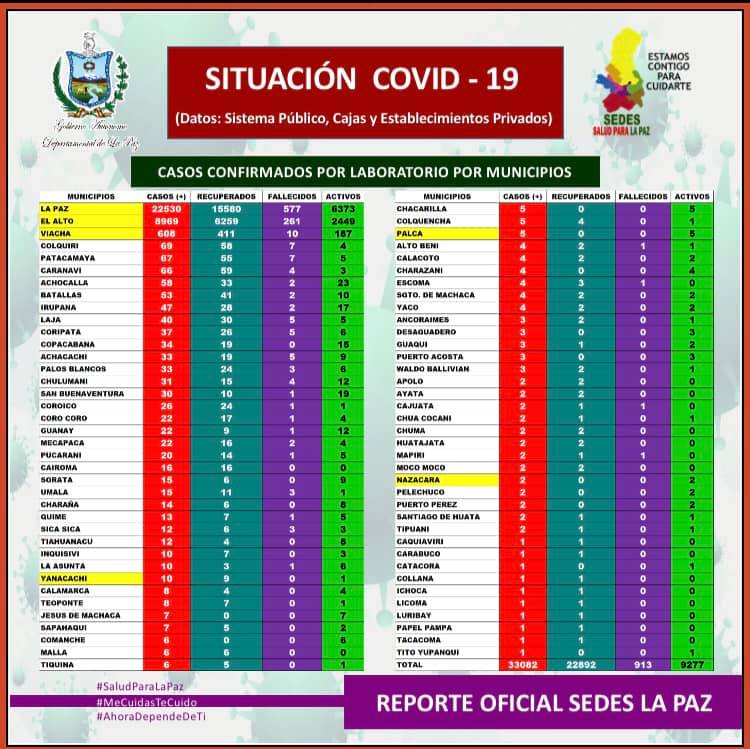 Gobierno Autónomo
Departamental de La Paz
SITUACIÓN COVID - 19
(Datos: Sistema Público, Cajas y Establecimientos Privados)
ESTAMOS
CONTIGO
PARA
CUIDARTE
SEDES
SALUD PARA LA PAZ
CASOS CONFIRMADOS POR LABORATORIO POR MUNICIPIOS
MUNICIPIOS CASOS (+) RECUPERADOS FALLECIDOS ACTIVOS
LA PAZ 22530 15580 577 6373
EL ALTO 8969 6259 261 2449
VIACHA 608 411 10 187
COLQUIRI 69 58 7 4
PATACAMAYA 67 55 7 5
CARANAVI 66 59 4 3
ACHOCALLA 58 33 2 23
BATALLAS 53 41 2 10
IRUPANA 47 28 2 17
LAJA 40 30 5 5
CORIPATA 37 26 5 6
COPACABANA 34 19 0 15
ACHACACHI 33 19 5 9
PALOS BLANCOS 33 24 3 6
CHULUMANI 31 15 4 12
SAN BUENAVENTURA 30 10 1 19
COROICO 26 24 1 1
CORO CORO 22 17 1 4
GUANAY 22 9 1 12
MECAPACA 22 16 2 4
PUCARANI 20 14 1 5
CAIROMA 16 16 0 0
SORATA 15 6 0 9
UMALA 15 11 3 1
CHARAÑA 14 6 0 8
QUIME 13 7 1 5
SICA SICA 12 6 3 3
TIAHUANACU 12 4 0 8
INQUISIVI 10 7 0 3
LA ASUNTA 10 3 1 6
YANACACHI 10 9 0 1
CALAMARCA 8 4 0 4
TEOPONTE 8 7 0 1
JESUS DE MACHACA 7 0 0 7
SAPAHAQUI 7 5 0 2
COMANCHE 6 0 0 6
MALLA 6 6 0 0
TIQUINA 6 5 0 1
MUNICIPIOS CASOS (+) RECUPERADOS FALLECIDOS ACTIVOS
CHACARILLA 5 0 0 5
COLQUENCHA 5 4 0 1
PALCA 5 0 0 5
ALTO BENI 4 2 1 1
CALACOTO 4 2 0 2
CHARAZANI 4 0 0 4
ESCOMA 4 3 1 0
SGTO. DE MACHACA 4 2 0 2
YACO 4 2 0 2
ANCORAIMES 3 2 0 1
DESAGUADERO 3 0 0 3
GUAQUI 3 1 0 2
PUERTO ACOSTA 3 0 0 3
WALDO BALLIVIAN 3 2 0 1
APOLO 2 2 0 0
AYATA 2 2 0 0
CAJUATA 2 1 1 0
CHUA COCANI 2 1 0 1
CHUMA 2 2 0 0
HUATAJATA 2 2 0 0
MAPIRI 2 1 1 0
MOCO MOCO 2 2 0 0
NAZACARA 2 0 0 2
PELECHUCO 2 0 0 2
PUERTO PEREZ 2 0 0 2
SANTIAGO DE HUATA 2 1 0 1
TIPUANI 2 1 0 1
CAQUIAVIRI 1 1 0 0
CARABUCO 1 1 0 0
CATACORA 1 0 0 1
COLLANA 1 1 0 0
ICHOCA 1 1 0 0
LICOMA 1 1 0 0
LURIBAY 1 1 0 0
PAPEL PAMPA 1 1 0 0
TACACOMA 1 1 0 0
TITO YUPANQUI 1 1 0 0
TOTAL 33082 22892 913 9277
#SaludParaLaPaz
#MeCuidasTeCuido
#AhoraDependeDeTi
REPORTE OFICIAL SEDES LA PAZ